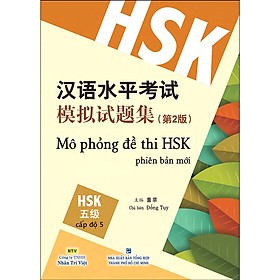 HSK
汉语水平考试
模拟试题集(第2版)
Mô phỏng đề thi HSK
phiên bản mới
HSK
五级
cấp độ 5
主编 董萃
Chủ biên Đổng Tụy
NTV
Công ty TNHH
Nhân Trí Việt
NHÀ XUẤT BẢN TỔNG HỢP
THÀNH PHỐ HỒ CHÍ MINH